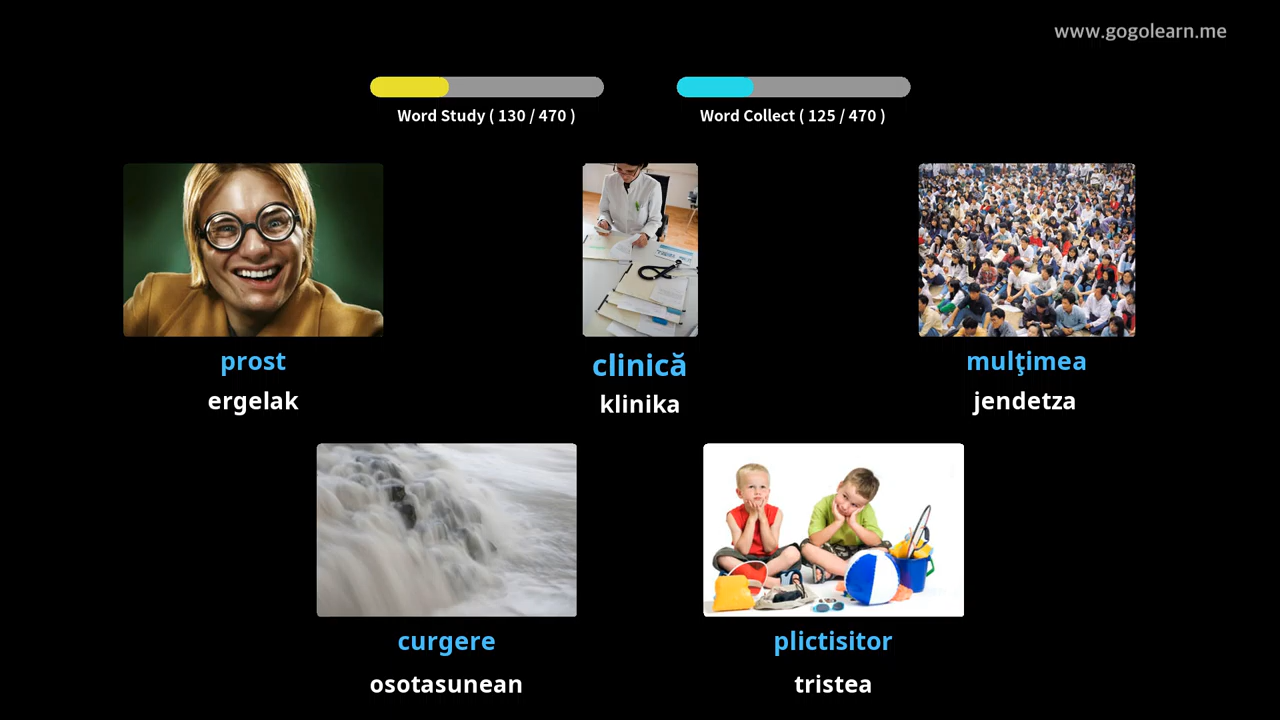 www.gogolearn.me
Word Study ( 130 / 470 )
Word Collect ( 125 / 470 )
prost
clinică
mulţimea
ergelak
klinika
jendetza
curgere
plictisitor
osotasunean
tristea